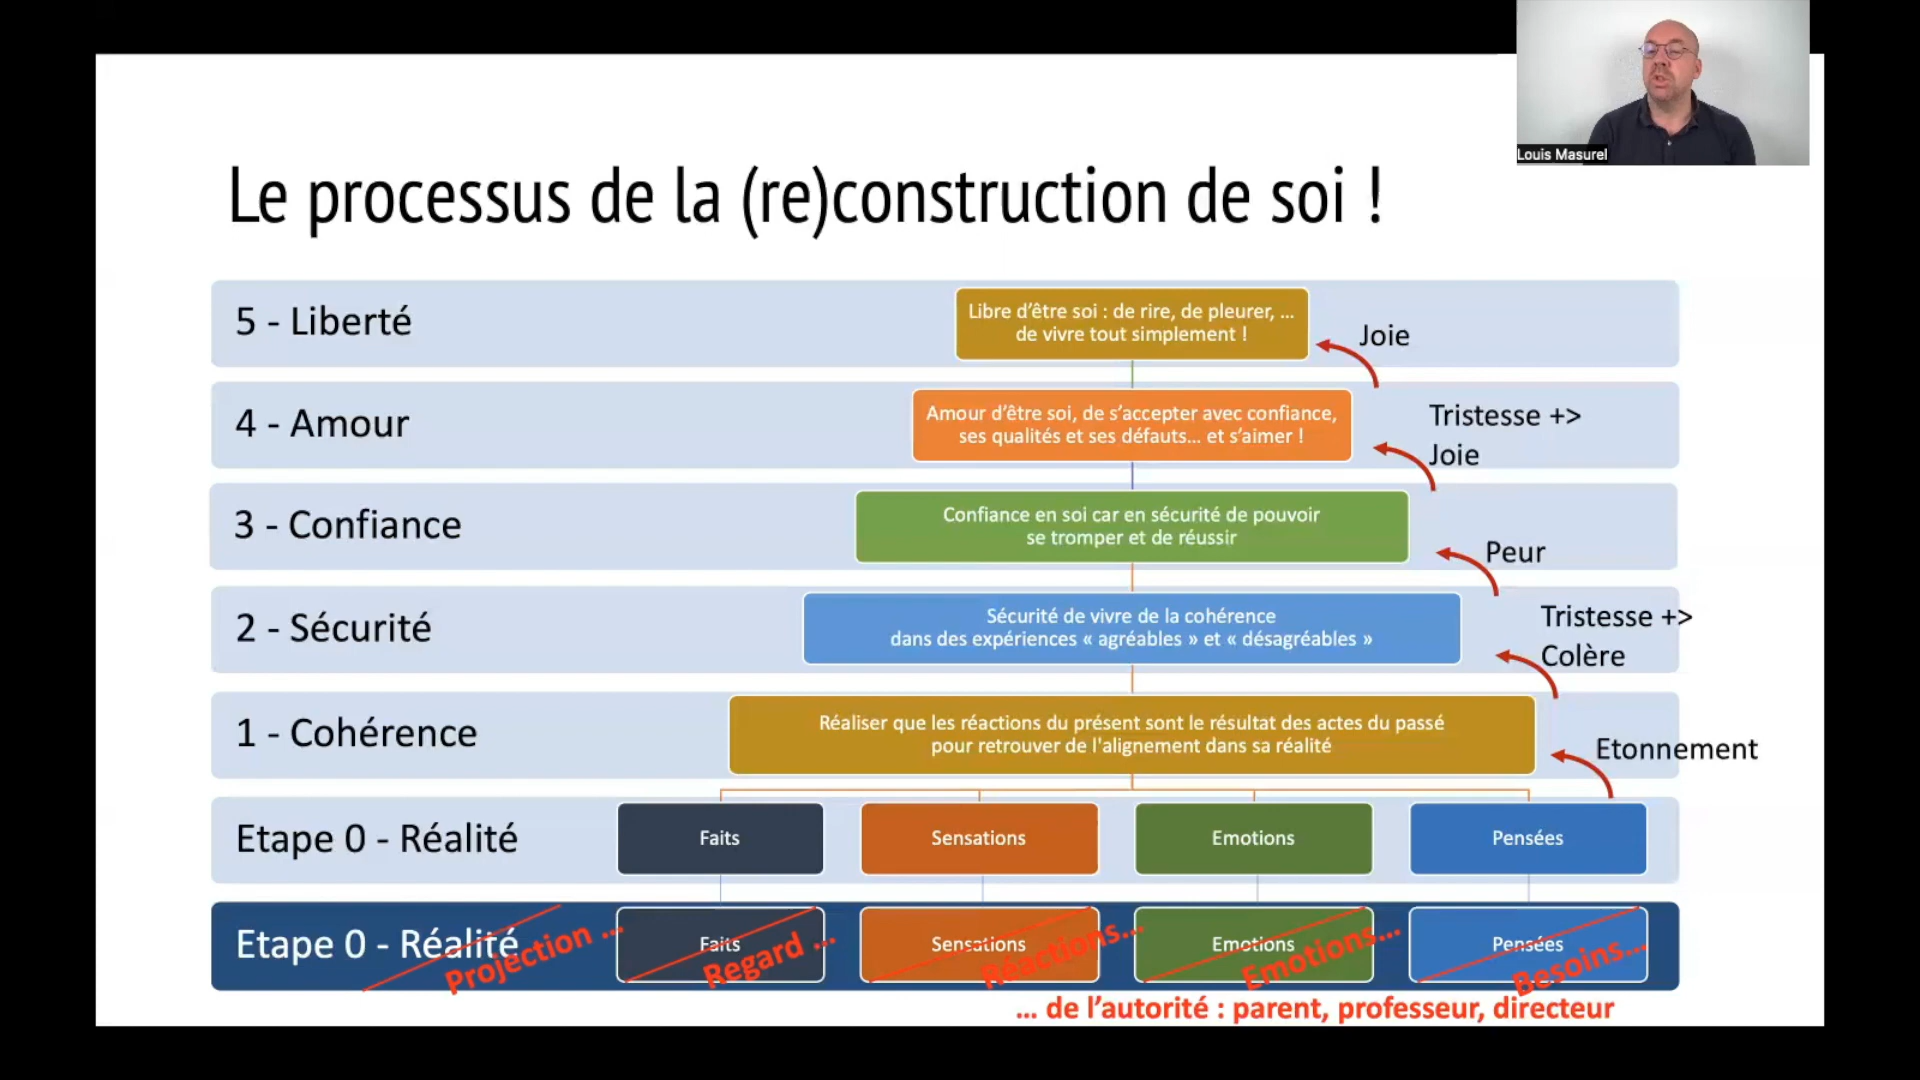 Louis Masurel
Le processus de la (re)construction de soi !
5 - Liberté
Libre d’être soi : de rire, de pleurer, ...
de vivre tout simplement !
Joie
4 - Amour
Amour d’être soi, de s’accepter avec confiance,
ses qualités et ses défauts... et s’aimer !
Tristesse +>
Joie
3 - Confiance
Confiance en soi car en sécurité de pouvoir
se tromper et de réussir
Peur
2 - Sécurité
Sécurité de vivre de la cohérence
dans des expériences « agréables » et « désagréables »
Tristesse +>
Colère
1 - Cohérence
Réaliser que les réactions du présent sont le résultat des actes du passé
pour retrouver de l'alignement dans sa réalité
Etonnement
Etape 0 - Réalité
Faits
Sensations
Emotions
Pensées
Etape 0 - Réalité
Projection ...
Faits
Regard ...
Sensations
Réactions...
Emotions
Emotions...
Pensées
Besoins...
... de l’autorité : parent, professeur, directeur